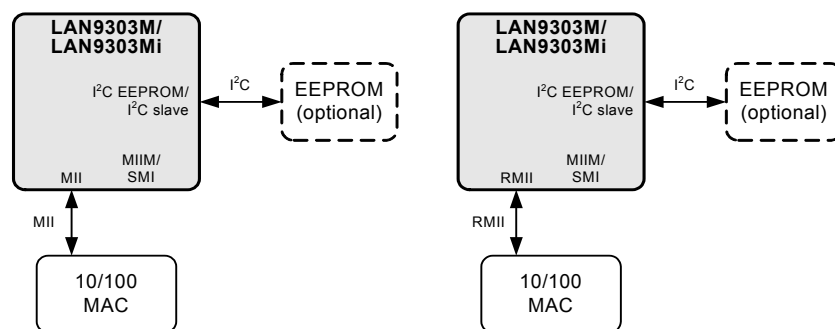 LAN9303M/
LAN9303Mi
I²C EEPROM/
I²C slave
MIIM/
SMI
MII
I²C
EEPROM
(optional)
MII
10/100
MAC
LAN9303M/
LAN9303Mi
I²C EEPROM/
I²C slave
MIIM/
SMI
RMII
I²C
EEPROM
(optional)
RMII
10/100
MAC